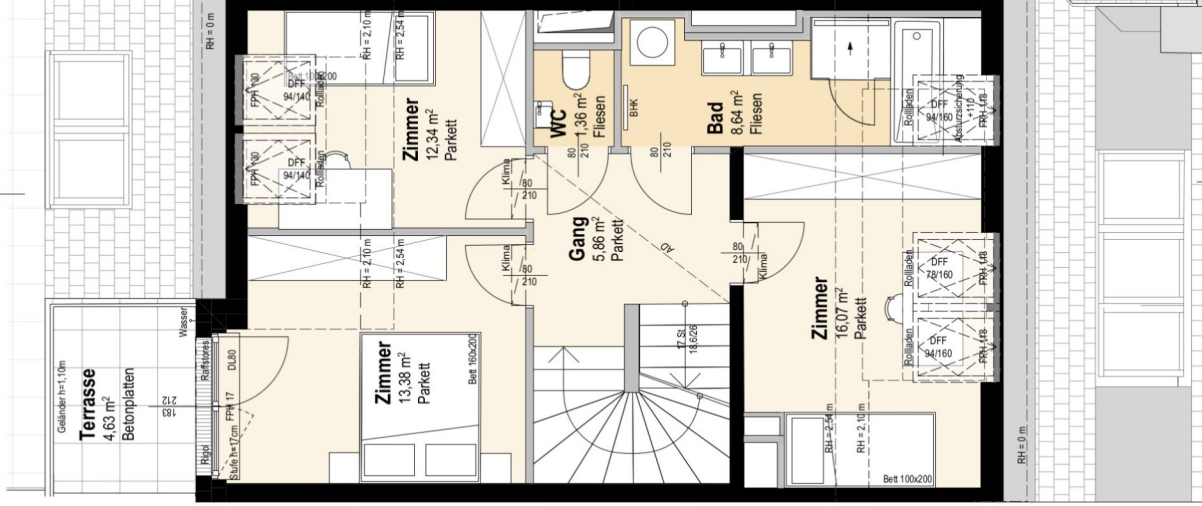 RH = 0 m
RH = 2,10 m
RH = 2,54 m
Bett 100x200
FPH 130
DFF
94/140
Rollladen
FPH 130
DFF
94/140
Rollladen
Zimmer
12,34 m²
Parkett
Klima
80
210
WC
1,36 m²
Fliesen
80
210
BHK
Bad
8,64 m²
Fliesen
80
210
Rollladen
DFF
94/160
Absturzsicherung
+110
FPH 118
Gang
5,86 m²
Parkett
AD
80
210
Klima
RH = 2,10 m
RH = 2,54 m
Klima
80
210
Zimmer
16,07 m²
Parkett
Rollladen
DFF
78/160
FPH 118
Rollladen
DFF
94/160
FPH 118
17 St
18,6/26
Wasser
Geländer h=1,10m
Terrasse
4,63 m²
Betonplatten
183
212
Raffstores
Rigol
DL80
FPH 17
Stufe h=17cm
Zimmer
13,38 m²
Parkett
Bett 160x200
RH = 2,54 m
RH = 2,10 m
Bett 100x200
RH = 0 m